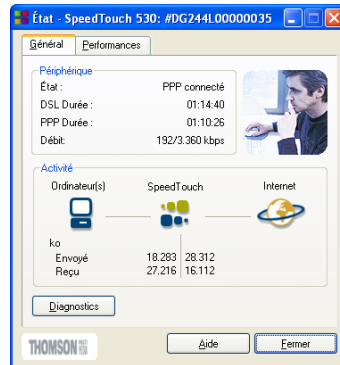 État - SpeedTouch 530: #DG244L00000035
Général Performances
Périphérique
État : PPP connecté
DSL Durée : 01:14:40
PPP Durée : 01:10:26
Débit: 192/3.360 kbps
Activité
Ordinateur(s) SpeedTouch Internet
ko
Envoyé 18.283 28.312
Reçu 27.216 16.112
Diagnostics
THOMSON
Aide Fermer